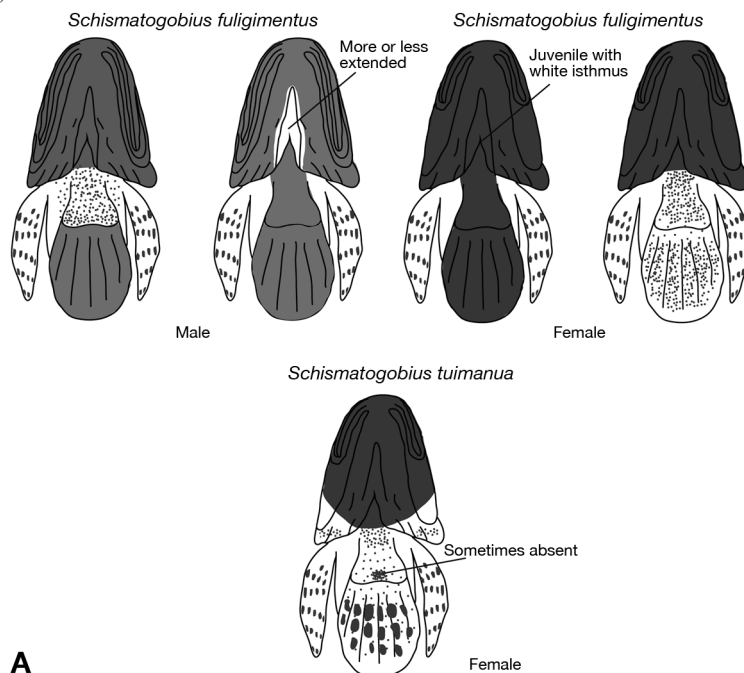 Schismatogobius fuligimentus
Schismatogobius fuligimentus
More or less
extended
Juvenile with
white isthmus
Male
Female
Schismatogobius tuimanua
Sometimes absent
Female
A